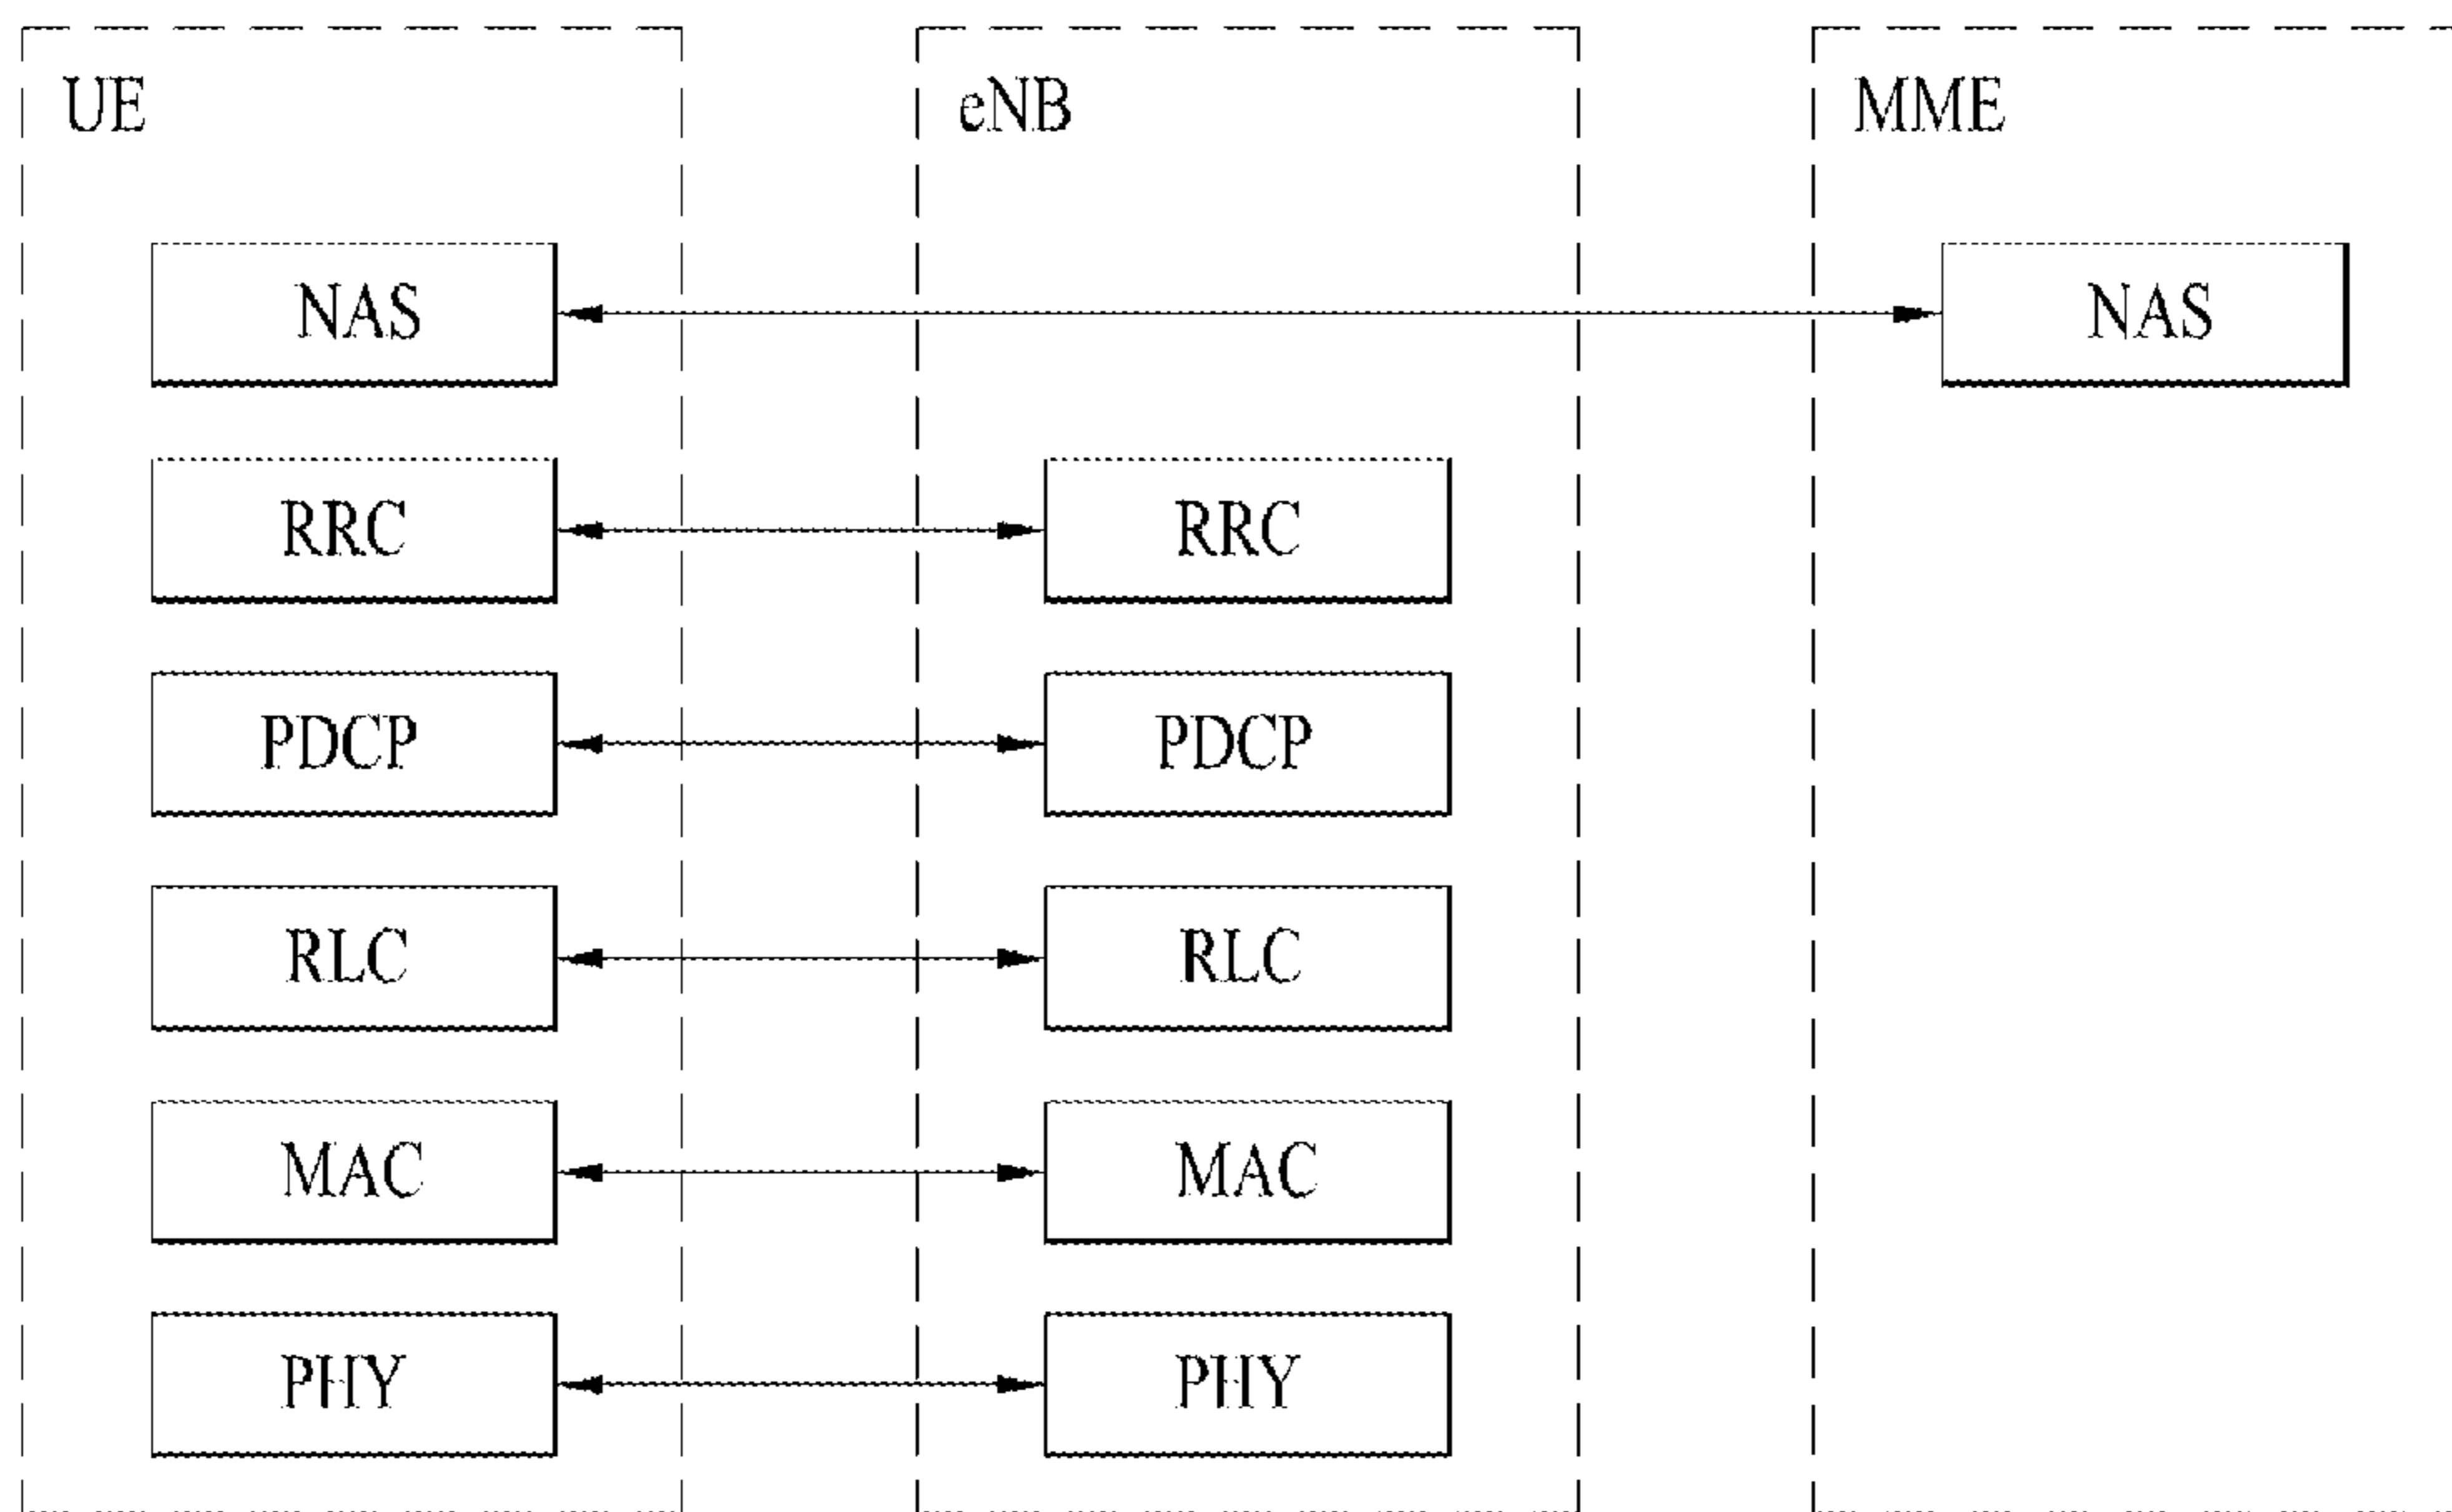 UE
eNB
MME
NAS
NAS
RRC
RRC
PDCP
PDCP
RLC
RLC
MAC
MAC
PHY
PHY